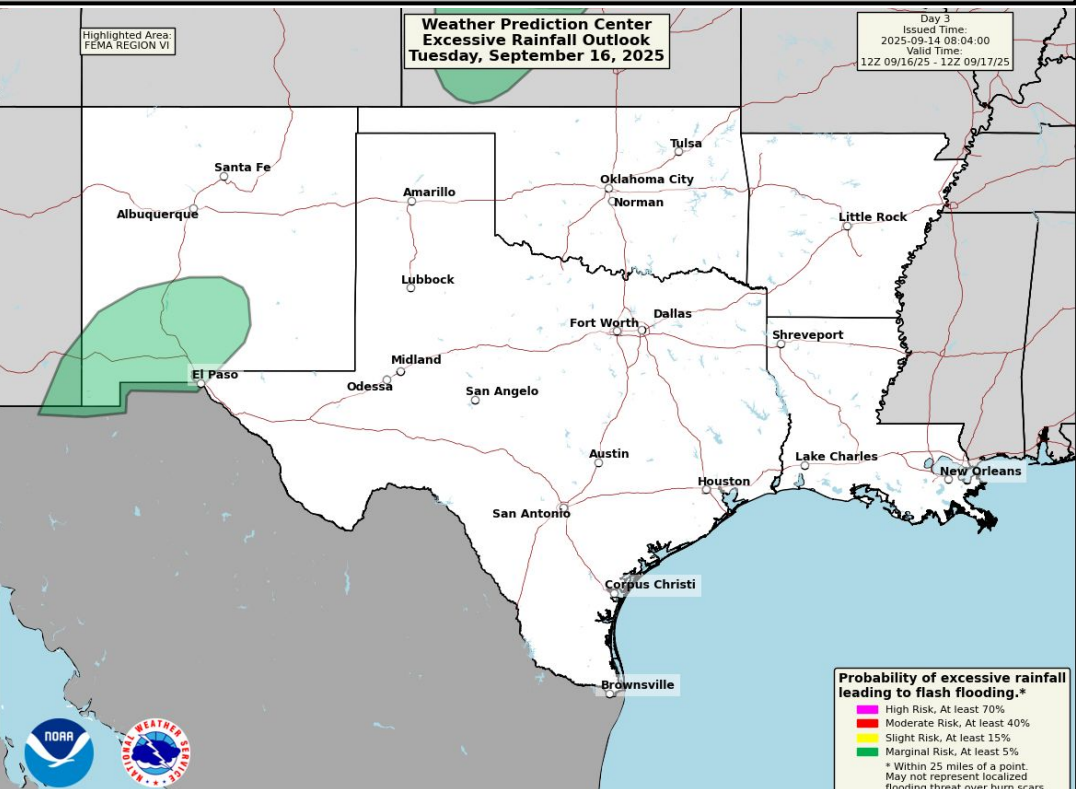 Highlighted Area:
FEMA REGION VI
Weather Prediction Center
Excessive Rainfall Outlook
Tuesday, September 16, 2025
Day 3
Issued Time:
2025-09-14 08:04:00
Valid Time:
12Z 09/16/25 - 12Z 09/17/25
Tulsa
Santa Fe
Oklahoma City
Amarillo
Norman
Albuquerque
Little Rock
Lubbock
Dallas
Fort Worth
Shreveport
Midland
El Paso
Odessa
San Angelo
Austin
Lake Charles
New Orleans
Houston
San Antonio
Corpus Christi
Brownsville
Probability of excessive rainfall
leading to flash flooding.*
High Risk, At least 70%
Moderate Risk, At least 40%
Slight Risk, At least 15%
Marginal Risk, At least 5%
* Within 25 miles of a point.
May not represent localized
flooding threat over burn scars
NOAA
NATIONAL WEATHER SERVICE